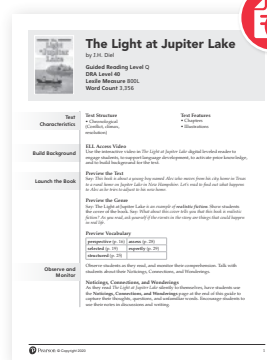 The Light at Jupiter Lake
by J.H. Diel
Guided Reading Level Q
DRA Level 40
Lexile Measure 800L
Word Count 3,356
Text Characteristics
Text Structure
• Chronological
(Conflict, climax,
resolution)
Text Features
• Chapters
• Illustrations
Build Background
ELL Access Video
Use the interactive video in The Light at Jupiter Lake digital leveled reader to
engage students, to support language development, to activate prior knowledge,
and to build background for the text.
Launch the Book
Preview the Text
Say: This book is about a young boy named Alec who moves from his city home in Texas
to a rural home on Jupiter Lake in New Hampshire. Let's read to find out what happens
to Alec as he tries to adjust to his new home.
Preview the Genre
Say: The Light at Jupiter Lake is an example of realistic fiction. Show students
the cover of the book. Say: What about this cover tells you that this book is realistic
fiction? As you read, ask yourself if the events in the story are things that could happen
in real life.
Preview Vocabulary
perspective (p. 16) access (p. 28)
selected (p. 19) expertly (p. 29)
structured (p. 23)
Observe and Monitor
Observe students as they read, and monitor their comprehension. Talk with
students about their Noticings, Connections, and Wonderings.
Noticings, Connections, and Wonderings
As they read The Light at Jupiter Lake silently to themselves, have students use
the Noticings, Connections, and Wonderings page at the end of this guide to
capture their thoughts, questions, and unfamiliar words. Encourage students to
use their notes in discussions and writing.
Pearson © Copyright 2020
1